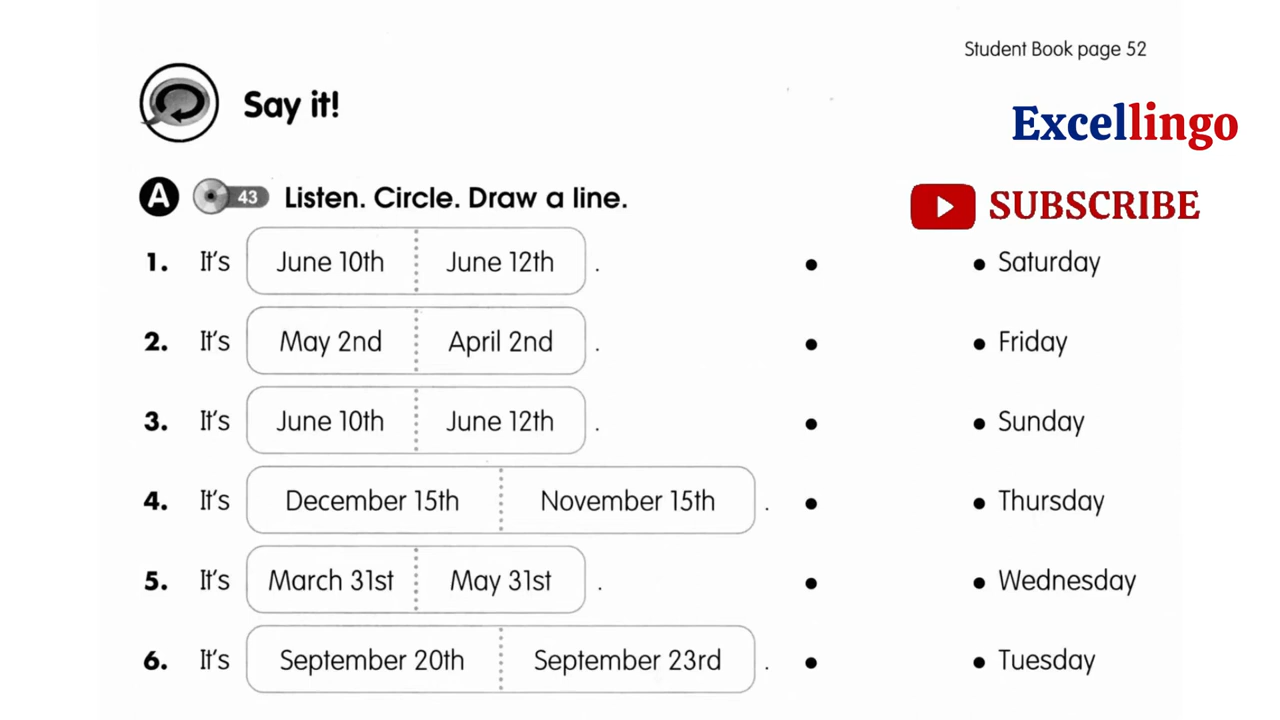 Student Book page 52
Say it!
Excellingo
A 43 Listen. Circle. Draw a line.
SUBSCRIBE
1. It's June 10th June 12th . Saturday
2. It's May 2nd April 2nd . Friday
3. It's June 10th June 12th . Sunday
4. It's December 15th November 15th . Thursday
5. It's March 31st May 31st . Wednesday
6. It's September 20th September 23rd . Tuesday